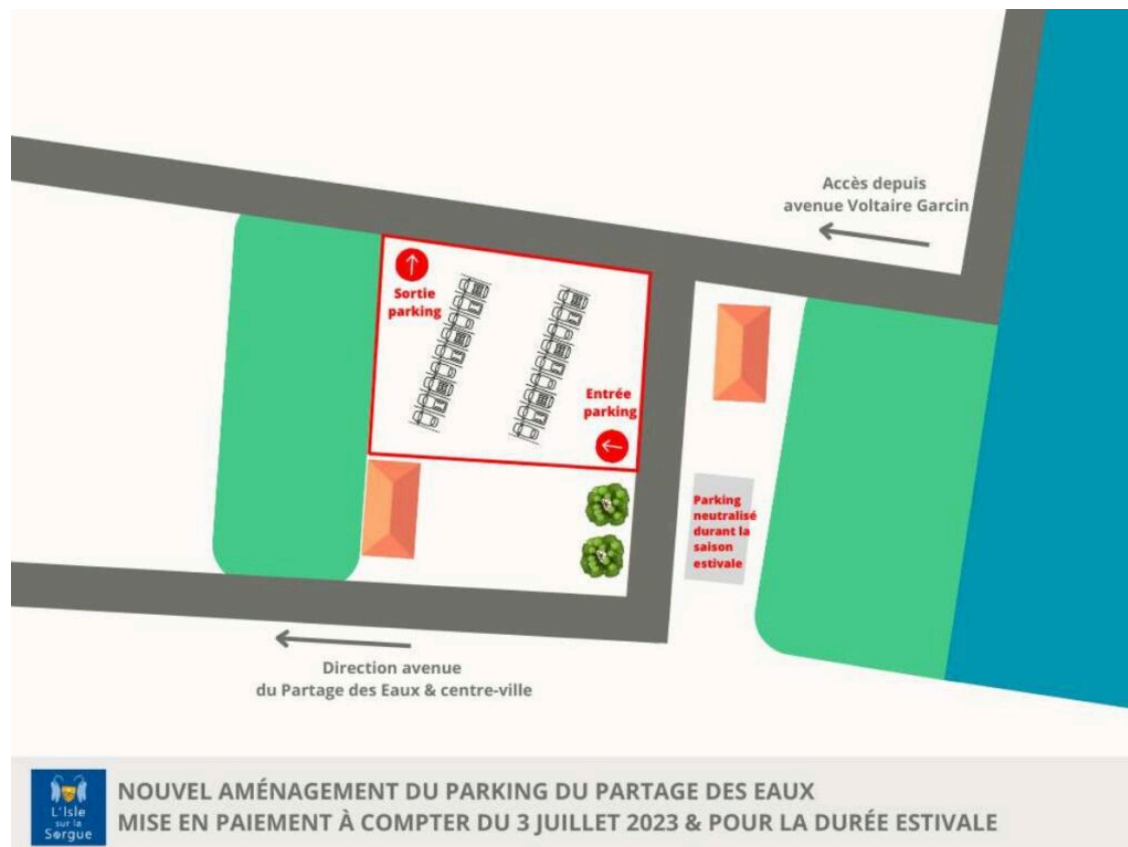 Accès depuis
avenue Voltaire Garcin
Sortie
parking
Entrée
parking
Parking
neutralisé
durant la
saison
estivale
Direction avenue
du Partage des Eaux & centre-ville
L'Isle
sur la
Sorgue
NOUVEL AMÉNAGEMENT DU PARKING DU PARTAGE DES EAUX
MISE EN PAIEMENT À COMPTER DU 3 JUILLET 2023 & POUR LA DURÉE ESTIVALE